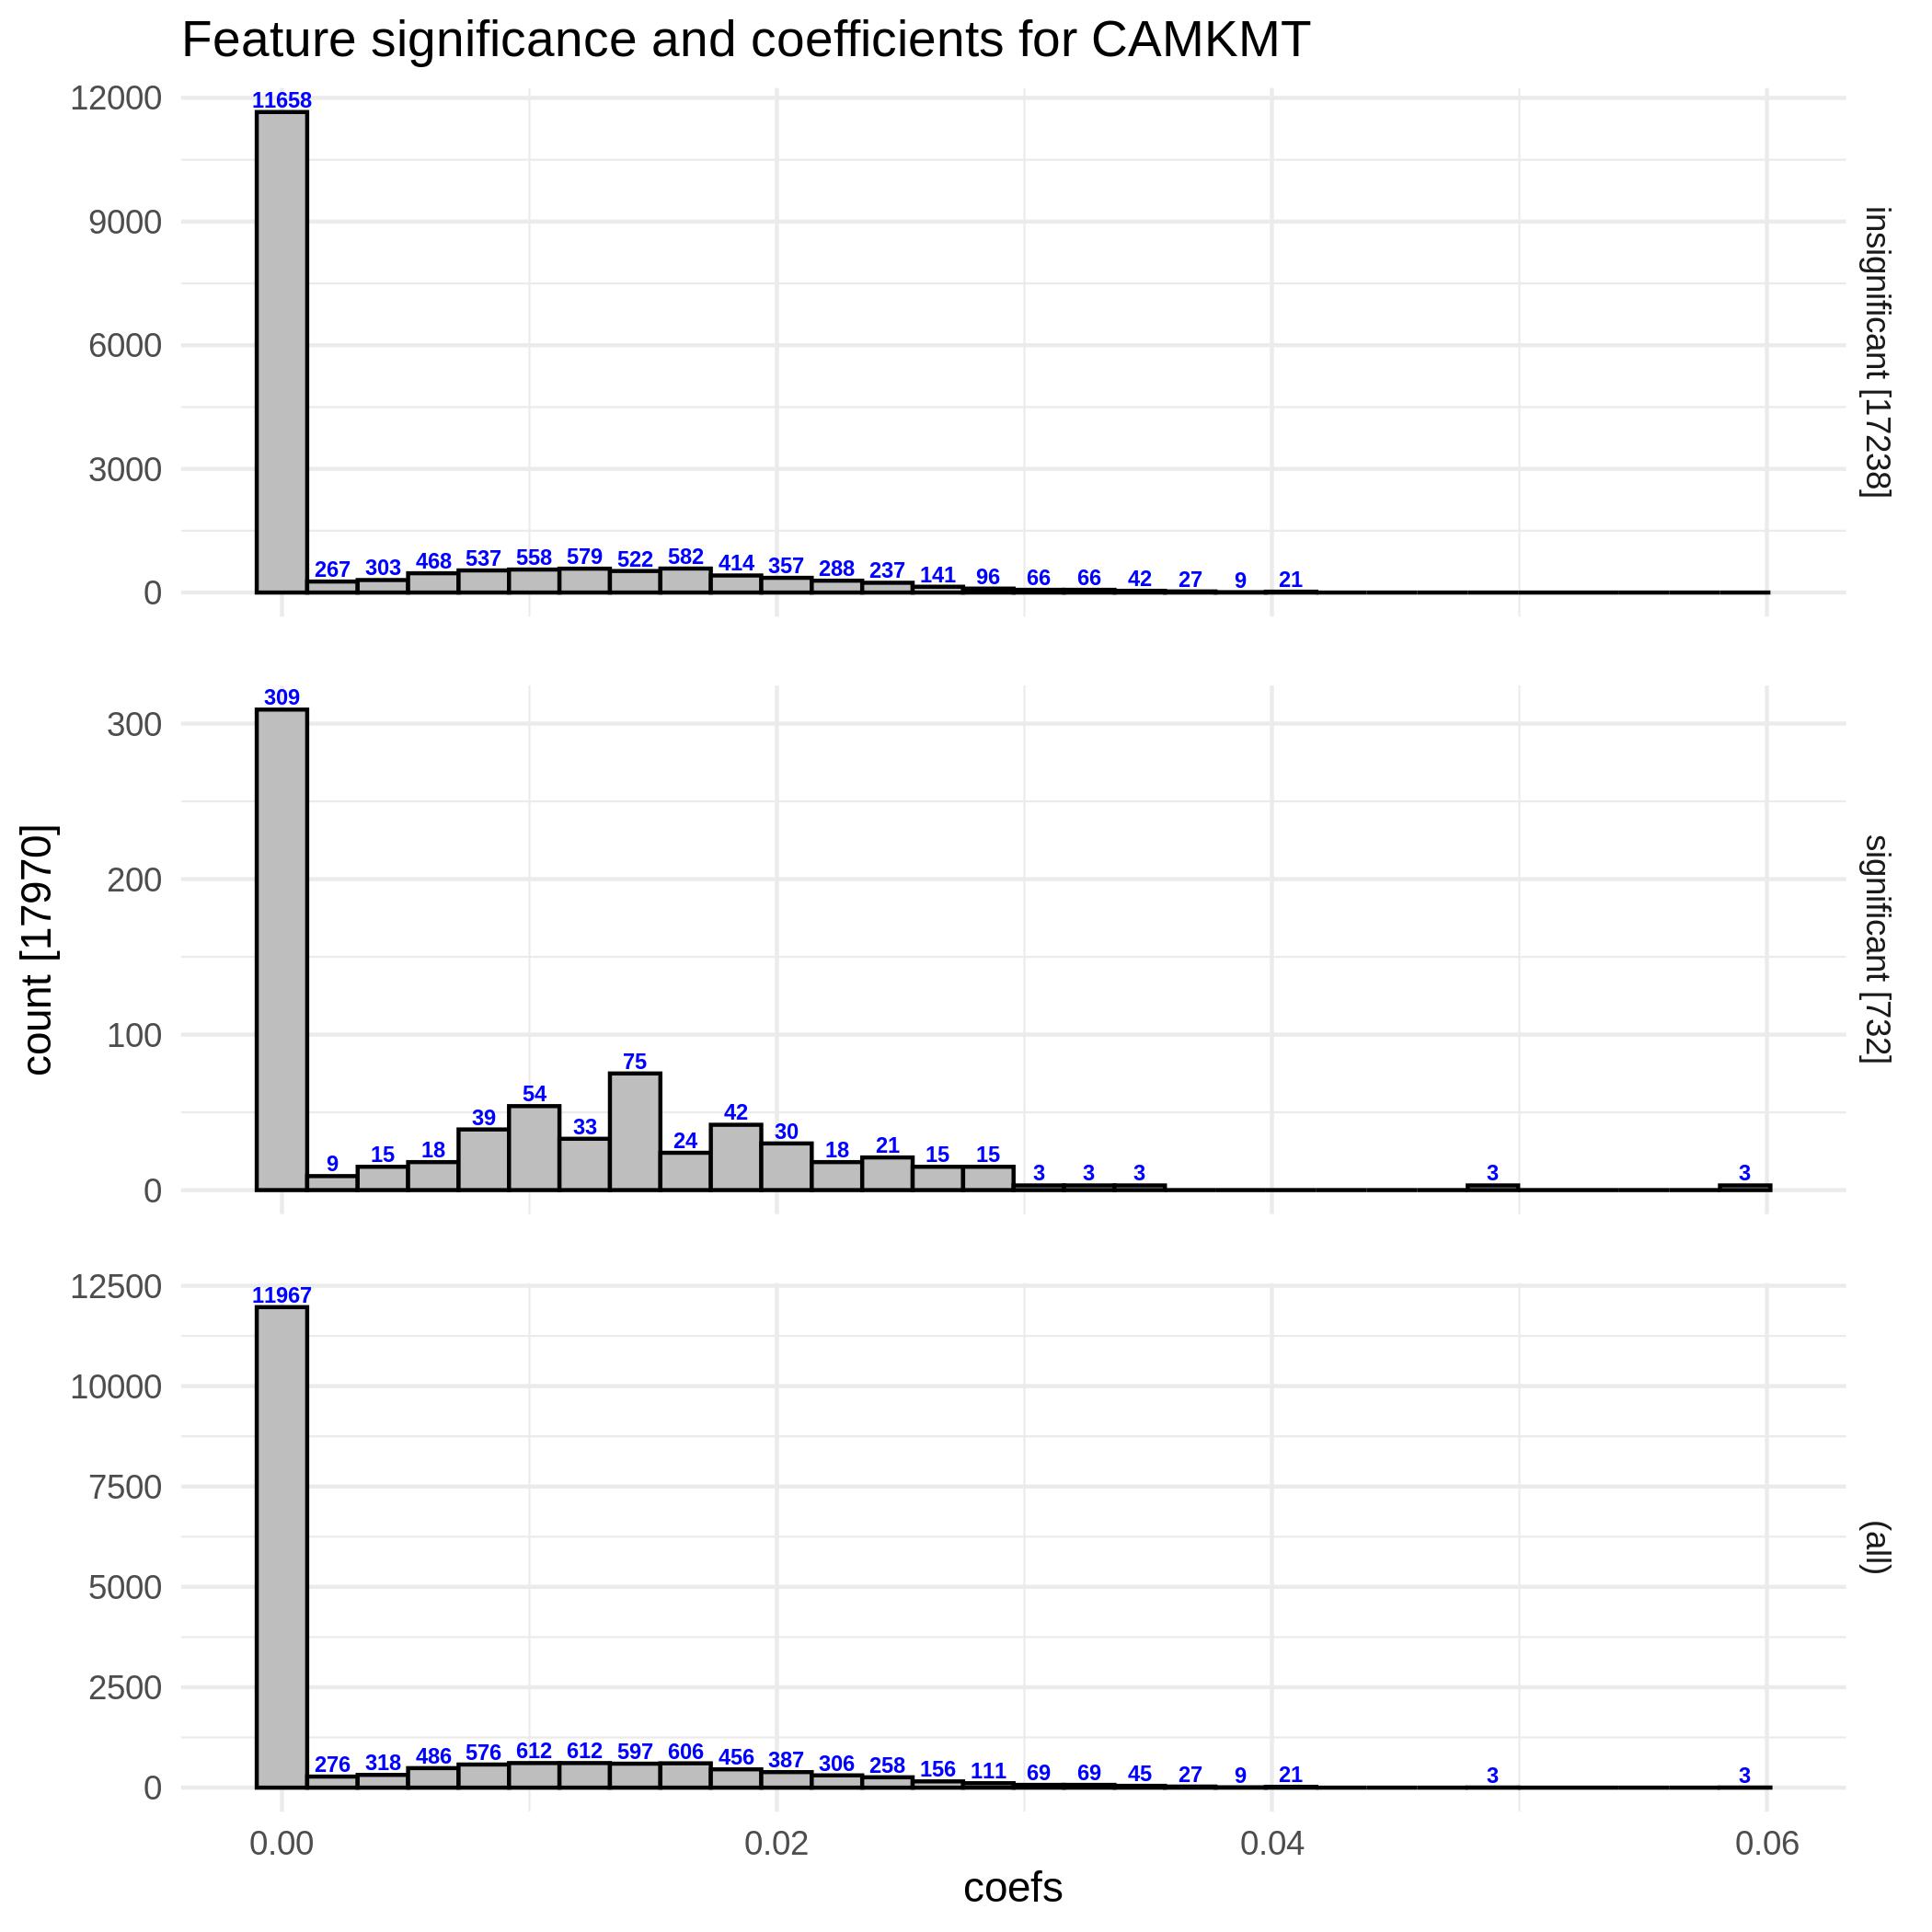 Feature significance and coefficients for CAMKMT
12000
9000
6000
3000
0
11658
267 303 468 537 558 579 522 582 414 357 288 237 141 96 66 66 42 27 9 21
insignificant [17238]
count [17970]
300
200
100
0
309
9 15 18 39 54 33 75 24 42 30 18 21 15 15 3 3 3 3 3
significant [732]
12500
10000
7500
5000
2500
0
11967
276 318 486 576 612 612 597 606 456 387 306 258 156 111 69 69 45 27 9 21 3 3
(all)
0.00 0.02 0.04 0.06
coefs